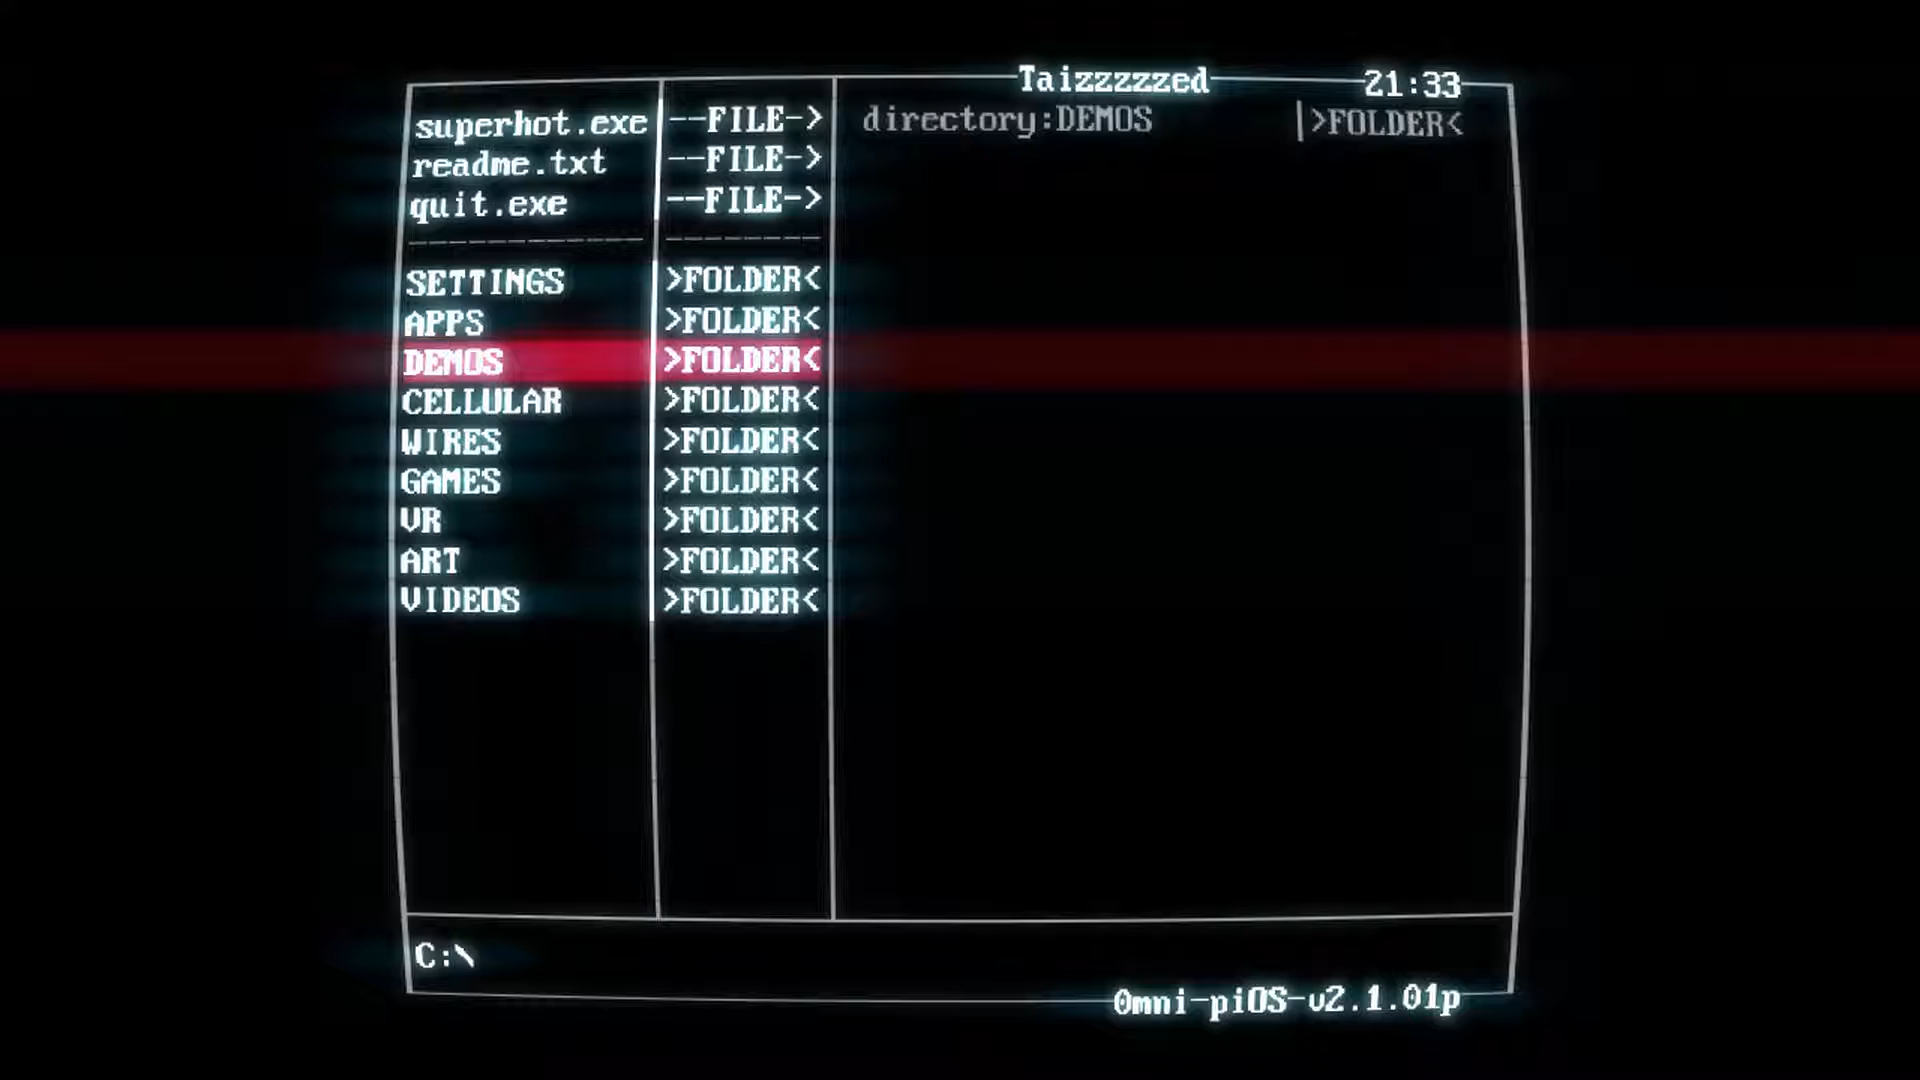 Taizzzzzed 21:33
superhot.exe --FILE-> directory:DEMOS |>FOLDER<
readme.txt --FILE->
quit.exe --FILE->
SETTINGS >FOLDER<
APPS >FOLDER<
DEMOS >FOLDER<
CELLULAR >FOLDER<
WIRES >FOLDER<
GAMES >FOLDER<
VR >FOLDER<
ART >FOLDER<
VIDEOS >FOLDER<
C:\
0mni-piOS-v2.1.01p